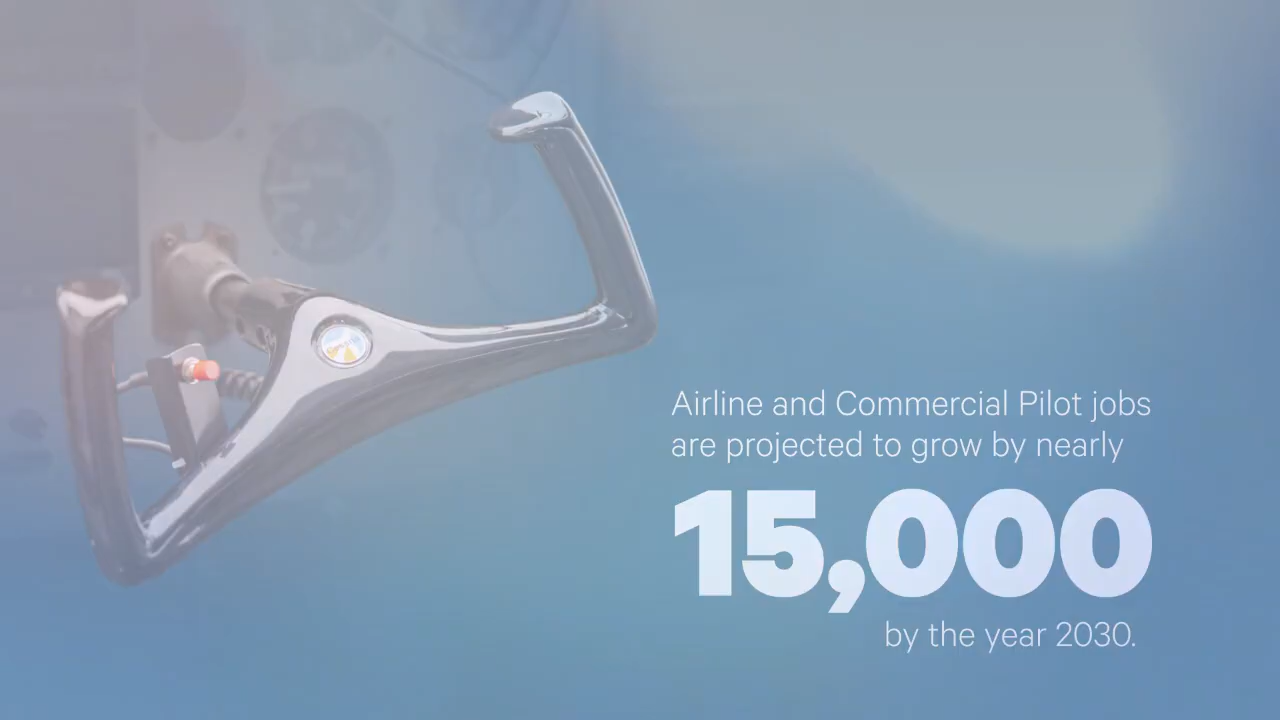 Airline and Commercial Pilot jobs
are projected to grow by nearly
15,000
by the year 2030.